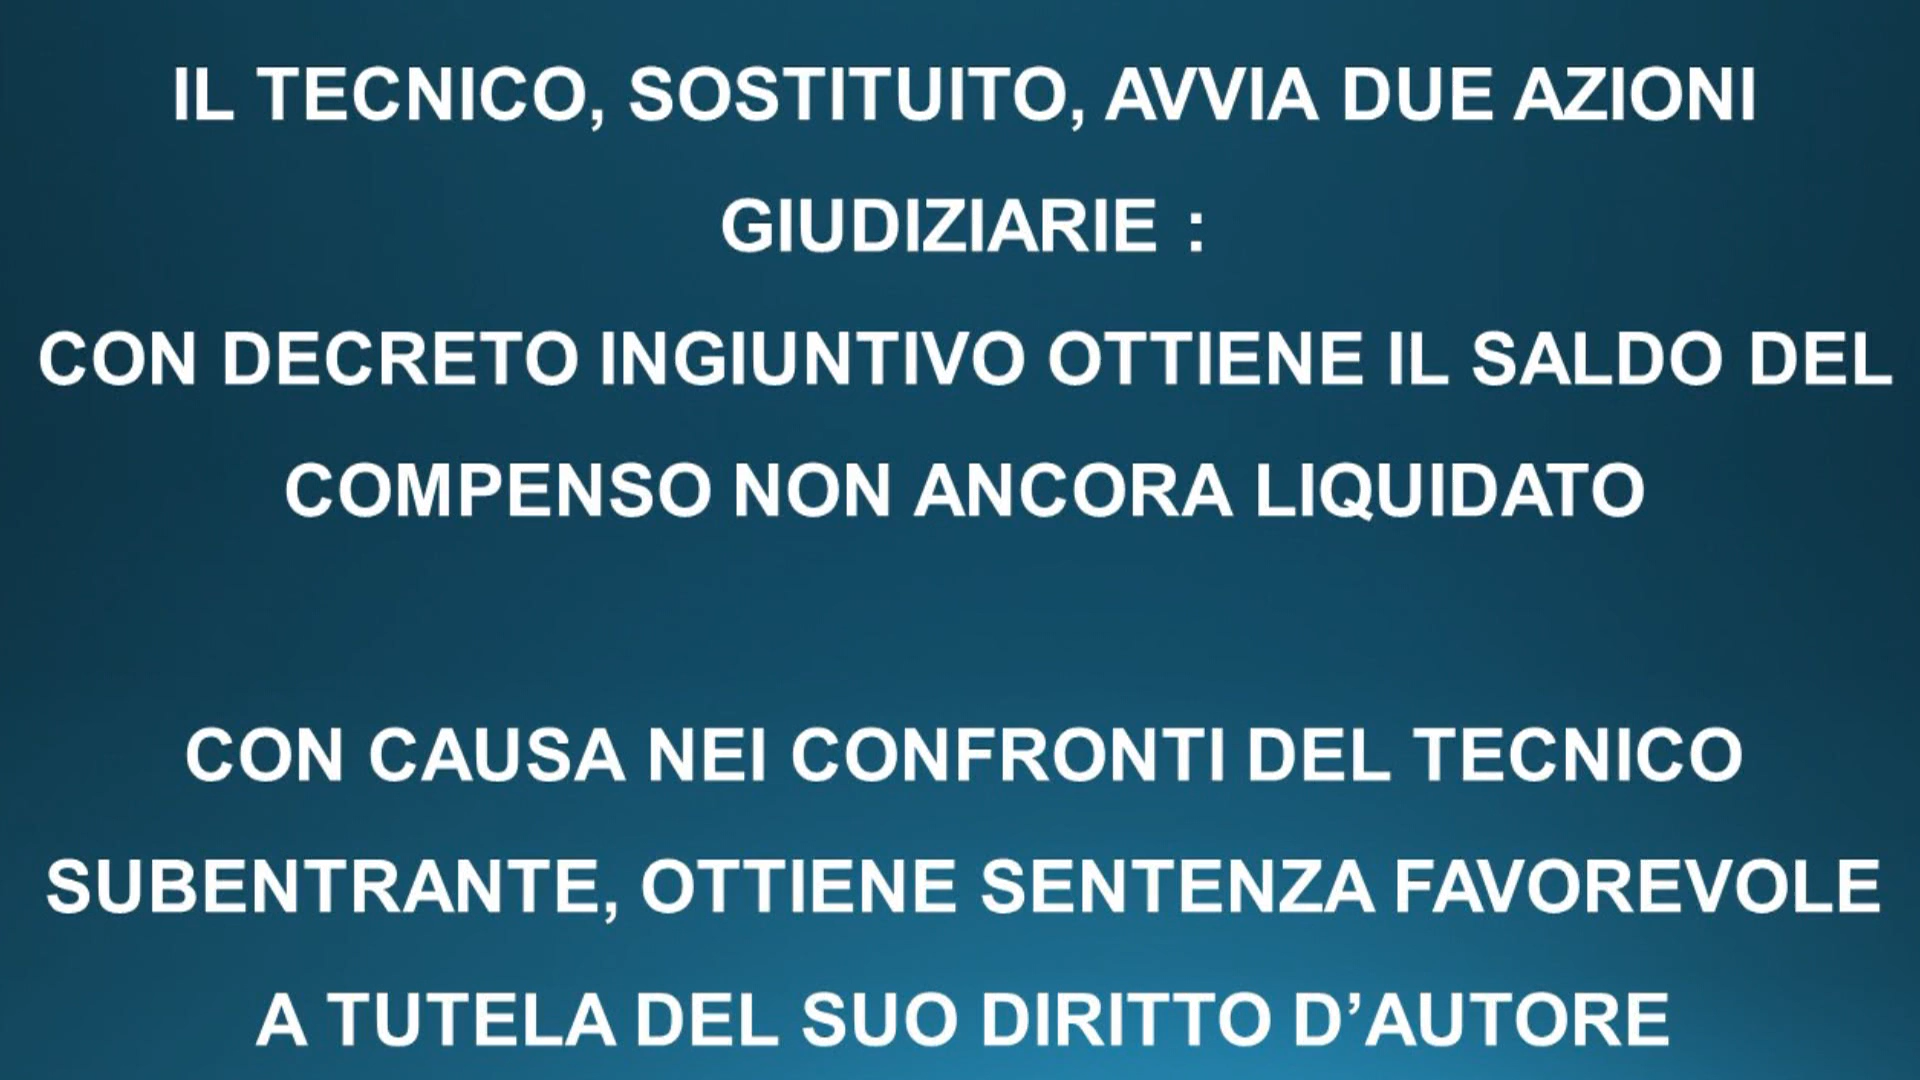 IL TECNICO, SOSTITUITO, AVVIA DUE AZIONI
GIUDIZIARIE :
CON DECRETO INGIUNTIVO OTTIENE IL SALDO DEL
COMPENSO NON ANCORA LIQUIDATO
CON CAUSA NEI CONFRONTI DEL TECNICO
SUBENTRANTE, OTTIENE SENTENZA FAVOREVOLE
A TUTELA DEL SUO DIRITTO D’AUTORE